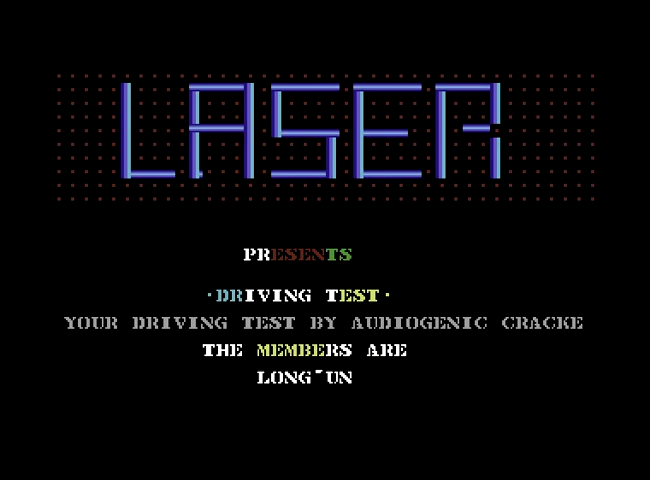 LASER
PRESENTS
·DRIVING TEST·
YOUR DRIVING TEST BY AUDIOGENIC CRACKE
THE MEMBERS ARE
LONG~UN